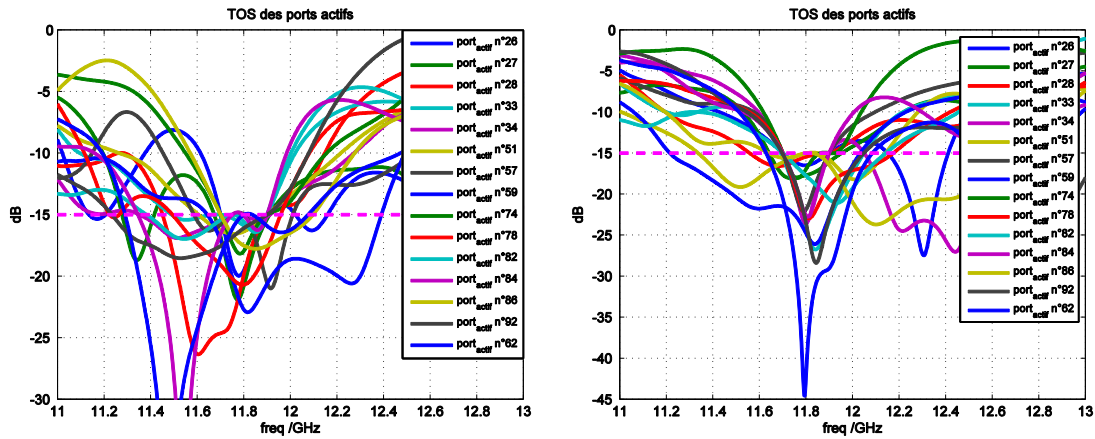 TOS des ports actifs
0
-5
-10
-15
-20
-25
-30
dB
11
11.2
11.4
11.6
11.8
12
12.2
12.4
12.6
12.8
13
freq /GHz
port actif n°26
port actif n°27
port actif n°28
port actif n°33
port actif n°34
port actif n°51
port actif n°57
port actif n°59
port actif n°74
port actif n°78
port actif n°82
port actif n°84
port actif n°86
port actif n°92
port actif n°62
TOS des ports actifs
0
-5
-10
-15
-20
-25
-30
-35
-40
-45
dB
11
11.2
11.4
11.6
11.8
12
12.2
12.4
12.6
12.8
13
freq /GHz
port actif n°26
port actif n°27
port actif n°28
port actif n°33
port actif n°34
port actif n°51
port actif n°57
port actif n°59
port actif n°74
port actif n°78
port actif n°82
port actif n°84
port actif n°86
port actif n°92
port actif n°62